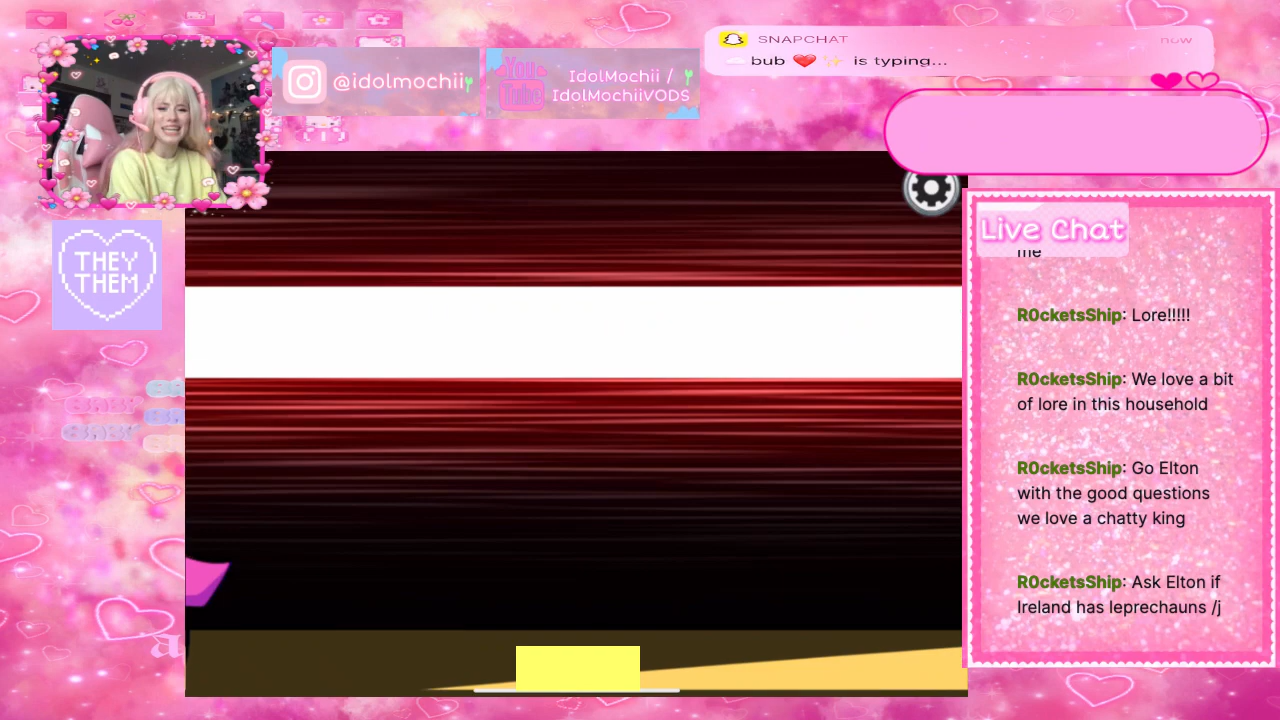 @idolmochii
You
Tube
IdolMochii /
IdolMochiiVODS
SNAPCHAT
now
bub ❤️ ✨ is typing...
THEY
THEM
Live Chat
me
R0cketsShip: Lore!!!!!
R0cketsShip: We love a bit
of lore in this household
R0cketsShip: Go Elton
with the good questions
we love a chatty king
R0cketsShip: Ask Elton if
Ireland has leprechauns /j
a